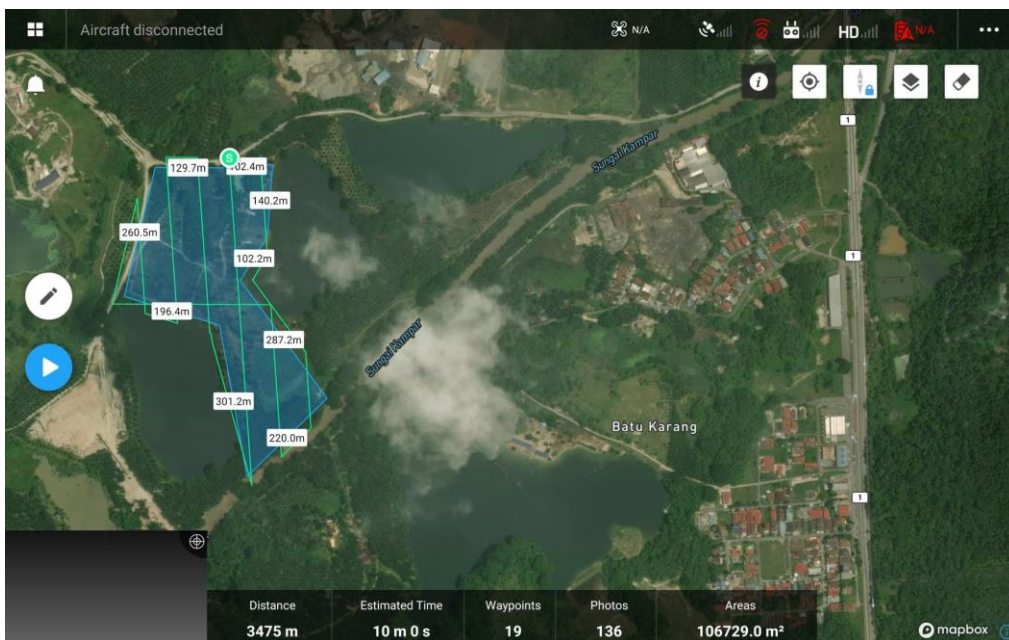 Aircraft disconnected
N/A
HD
N/A
1
Sungai Kampar
S
129.7m
102.4m
140.2m
260.5m
102.2m
1
196.4m
287.2m
Sungai Kampar
301.2m
Batu Karang
220.0m
1
Distance
Estimated Time
Waypoints
Photos
Areas
3475 m
10 m 0 s
19
136
106729.0 m²
mapbox